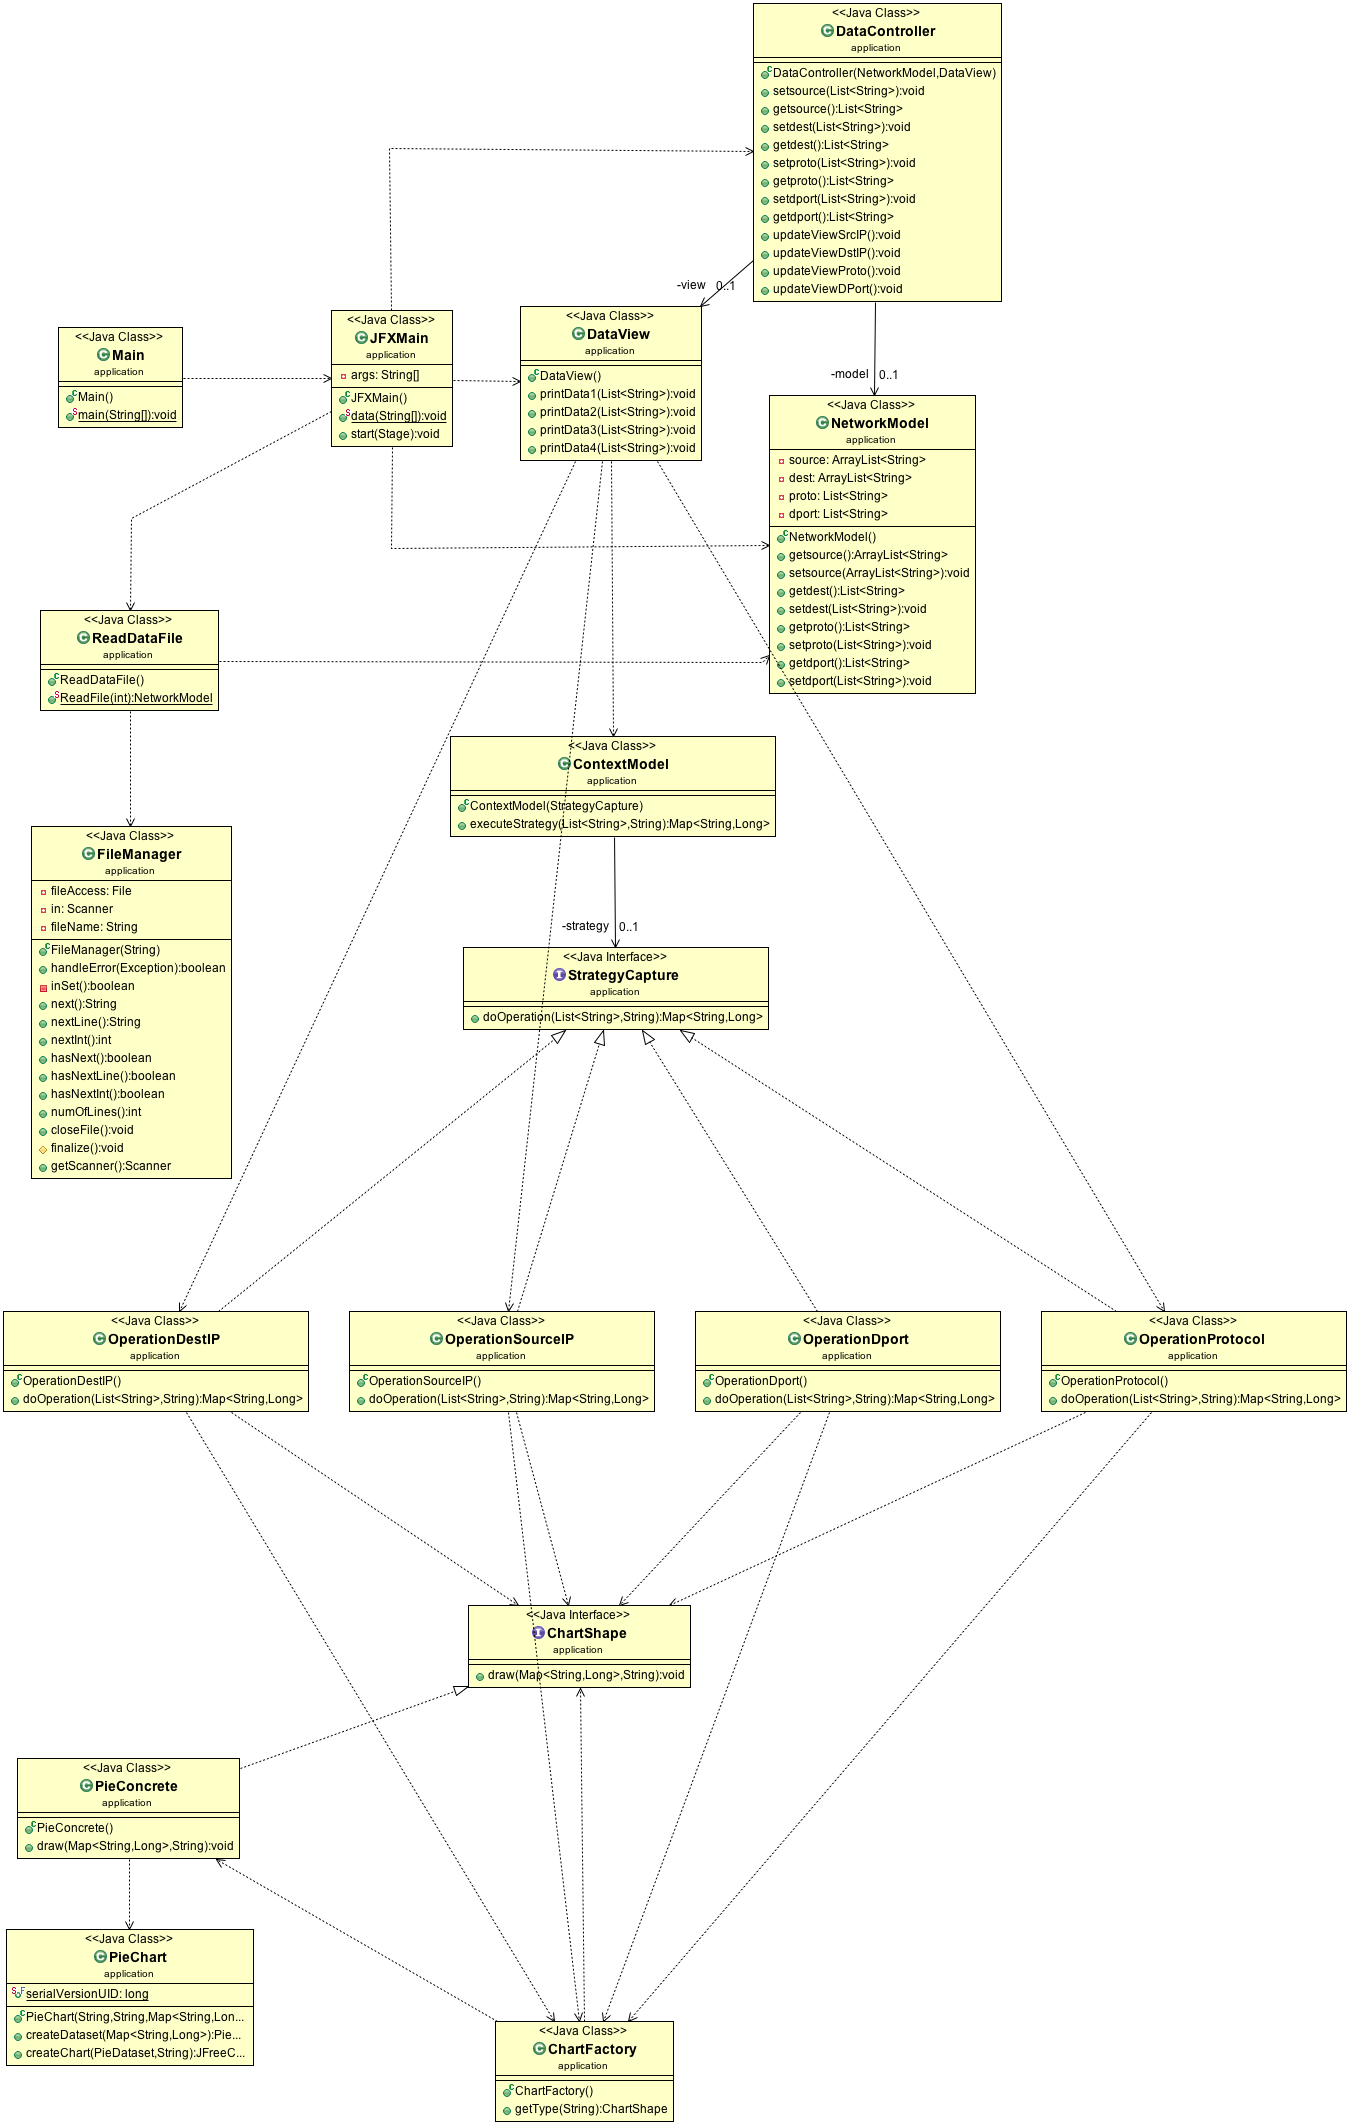 <<Java Class>>
DataController
application
DataController(NetworkModel,DataView)
setsource(List<String>):void
getsource():List<String>
setdest(List<String>):void
getdest():List<String>
setproto(List<String>):void
getproto():List<String>
setdport(List<String>):void
getdport():List<String>
updateViewSrcIP():void
updateViewDstIP():void
updateViewProto():void
updateViewDPort():void
-view 0..1
<<Java Class>>
Main
application
Main()
main(String[]):void
<<Java Class>>
JFXMain
application
args: String[]
JFXMain()
data(String[]):void
start(Stage):void
<<Java Class>>
DataView
application
DataView()
printData1(List<String>):void
printData2(List<String>):void
printData3(List<String>):void
printData4(List<String>):void
-model 0..1
<<Java Class>>
NetworkModel
application
source: ArrayList<String>
dest: ArrayList<String>
proto: List<String>
dport: List<String>
NetworkModel()
getsource():ArrayList<String>
setsource(ArrayList<String>):void
getdest():List<String>
setdest(List<String>):void
getproto():List<String>
setproto(List<String>):void
getdport():List<String>
setdport(List<String>):void
<<Java Class>>
ReadDataFile
application
ReadDataFile()
ReadFile(int):NetworkModel
<<Java Class>>
ContextModel
application
ContextModel(StrategyCapture)
executeStrategy(List<String>,String):Map<String,Long>
<<Java Class>>
FileManager
application
fileAccess: File
in: Scanner
fileName: String
FileManager(String)
handleError(Exception):boolean
inSet():boolean
next():String
nextLine():String
nextInt():int
hasNext():boolean
hasNextLine():boolean
hasNextInt():boolean
numOfLines():int
closeFile():void
finalize():void
getScanner():Scanner
-strategy 0..1
<<Java Interface>>
StrategyCapture
application
doOperation(List<String>,String):Map<String,Long>
<<Java Class>>
OperationDestIP
application
OperationDestIP()
doOperation(List<String>,String):Map<String,Long>
<<Java Class>>
OperationSourceIP
application
OperationSourceIP()
doOperation(List<String>,String):Map<String,Long>
<<Java Class>>
OperationDport
application
OperationDport()
doOperation(List<String>,String):Map<String,Long>
<<Java Class>>
OperationProtocol
application
OperationProtocol()
doOperation(List<String>,String):Map<String,Long>
<<Java Interface>>
ChartShape
application
draw(Map<String,Long>,String):void
<<Java Class>>
PieConcrete
application
PieConcrete()
draw(Map<String,Long>,String):void
<<Java Class>>
PieChart
application
serialVersionUID: long
PieChart(String,String,Map<String,Lon...
createDataset(Map<String,Long>):Pie...
createChart(PieDataset,String):JFreeC...
<<Java Class>>
ChartFactory
application
ChartFactory()
getType(String):ChartShape